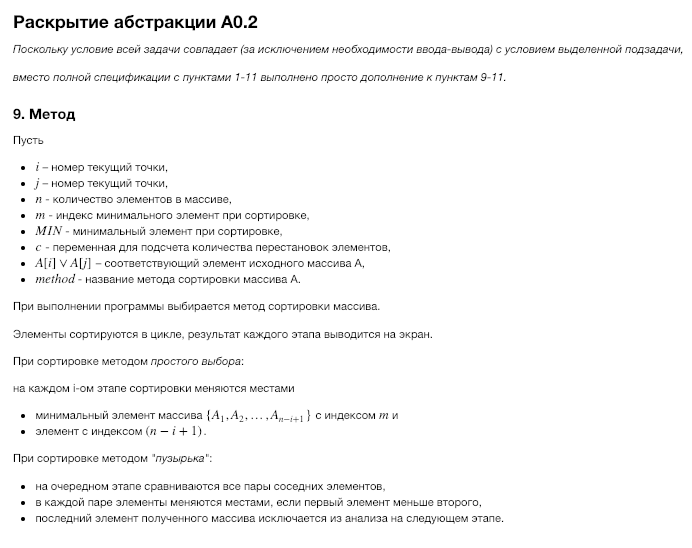 Раскрытие абстракции А0.2
Поскольку условие всей задачи совпадает (за исключением необходимости ввода-вывода) с условием выделенной подзадачи,
вместо полной спецификации с пунктами 1-11 выполнено просто дополнение к пунктам 9-11.
9. Метод
Пусть
• i – номер текущий точки,
• j – номер текущий точки,
• n - количество элементов в массиве,
• m - индекс минимального элемент при сортировке,
• MIN - минимальный элемент при сортировке,
• c - переменная для подсчета количества перестановок элементов,
• A[i] ∨ A[j] – соответствующий элемент исходного массива А,
• method - название метода сортировки массива А.
При выполнении программы выбирается метод сортировки массива.
Элементы сортируются в цикле, результат каждого этапа выводится на экран.
При сортировке методом простого выбора:
на каждом i-ом этапе сортировки меняются местами
• минимальный элемент массива {A₁, A₂, . . . , Aₙ₋ᵢ₊₁ } с индексом m и
• элемент с индексом (n − i + 1) .
При сортировке методом "пузырька":
• на очередном этапе сравниваются все пары соседних элементов,
• в каждой паре элементы меняются местами, если первый элемент меньше второго,
• последний элемент полученного массива исключается из анализа на следующем этапе.